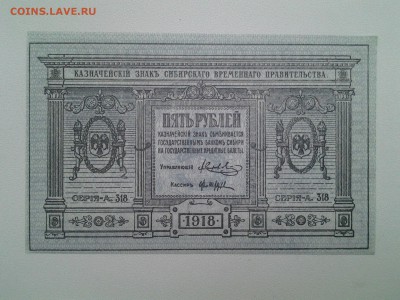 COINS.LAVE.RU
КАЗНАЧЕЙСКІЙ ЗНАКЪ СИБИРСКАГО ВРЕМЕННАГО ПРАВИТЕЛЬСТВА.
ПЯТЬ РУБЛЕЙ
КАЗНАЧЕЙСКІЙ ЗНАКЪ ОБМѢНИВАЕТСЯ
ГОСУДАРСТВЕННЫМЪ БАНКОМЪ СИБИРИ
НА ГОСУДАРСТВЕННЫЕ КРЕДИТНЫЕ БИЛЕТЫ.
УПРАВЛЯЮЩІЙ
КАССИРЪ
СЕРІЯ-А. 318
СЕРІЯ-А. 318
1918